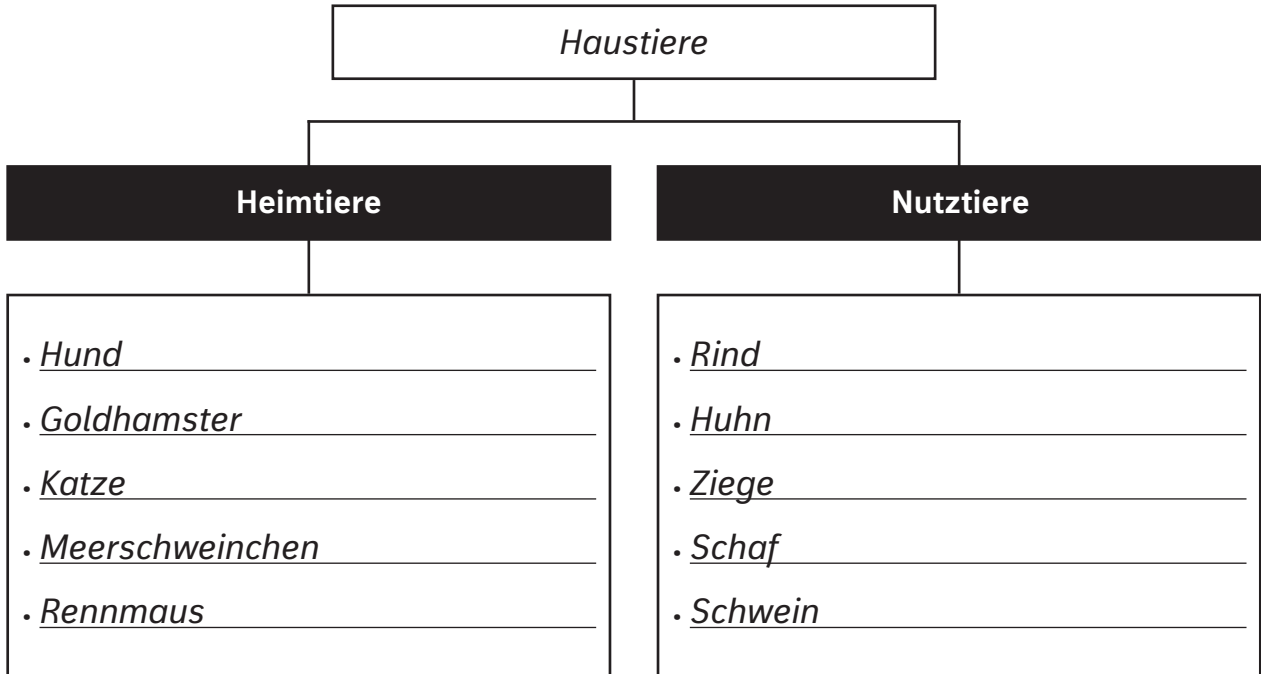 Haustiere
Heimtiere
Nutztiere
• Hund
• Goldhamster
• Katze
• Meerschweinchen
• Rennmaus
• Rind
• Huhn
• Ziege
• Schaf
• Schwein